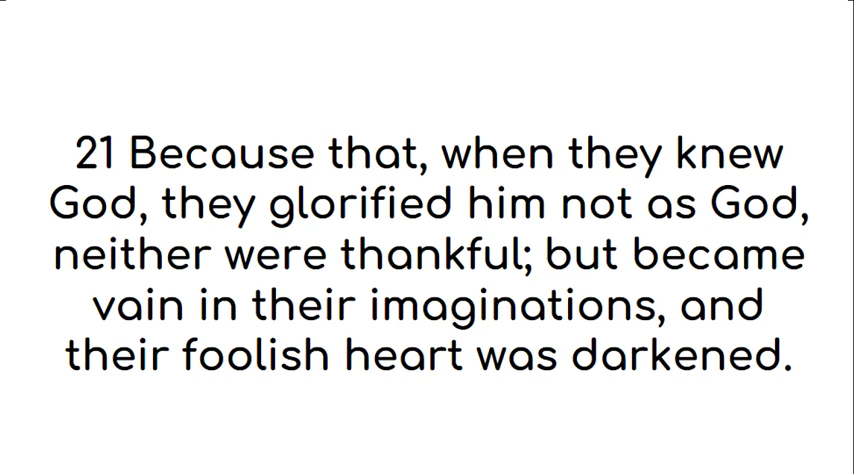 21 Because that, when they knew
God, they glorified him not as God,
neither were thankful; but became
vain in their imaginations, and
their foolish heart was darkened.